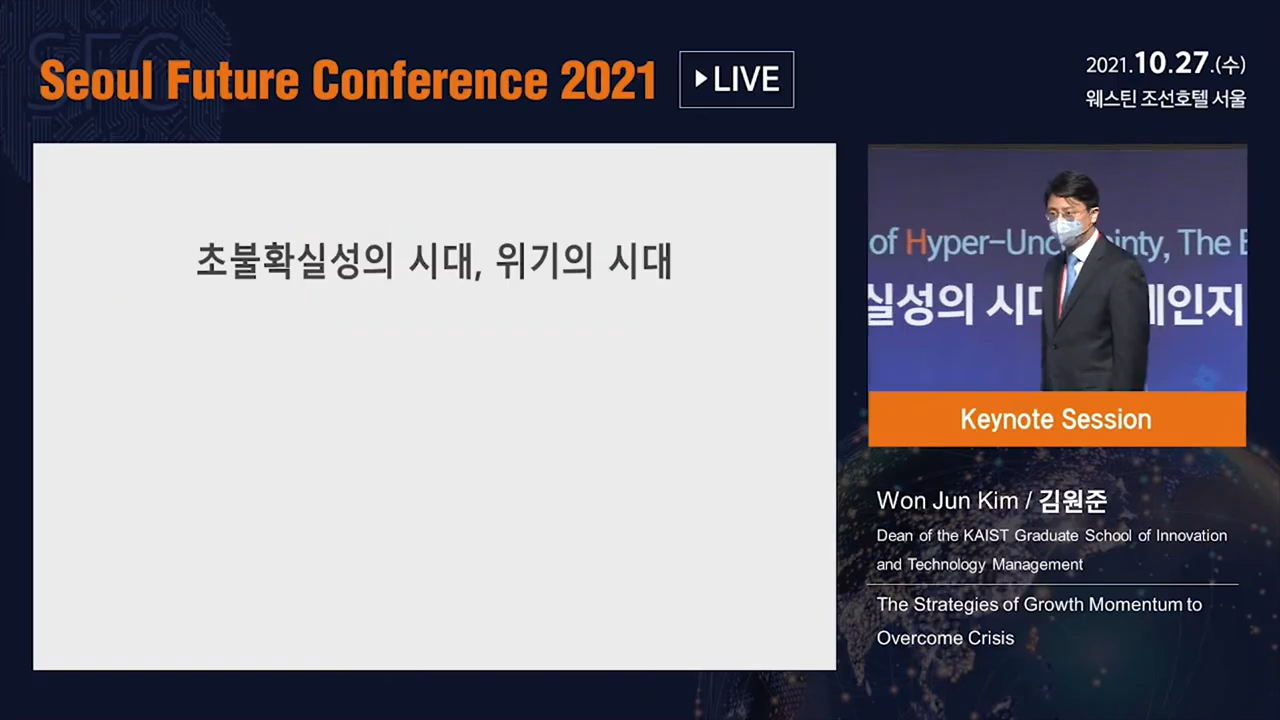 SFC
Seoul Future Conference 2021
LIVE
2021.10.27.(수)
웨스틴 조선호텔 서울
초불확실성의 시대, 위기의 시대
of Hyper-Unc inty, The E
실성의 시 인지
Keynote Session
Won Jun Kim / 김원준
Dean of the KAIST Graduate School of Innovation
and Technology Management
The Strategies of Growth Momentum to
Overcome Crisis